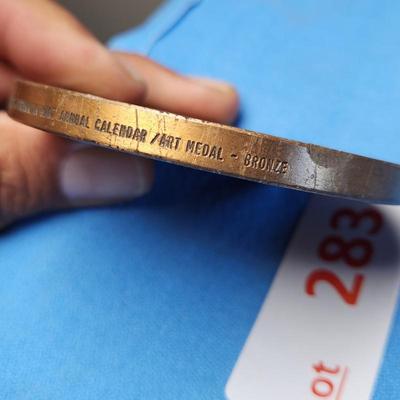 ANNUAL CALENDAR / ART MEDAL - BRONZE
ot 283